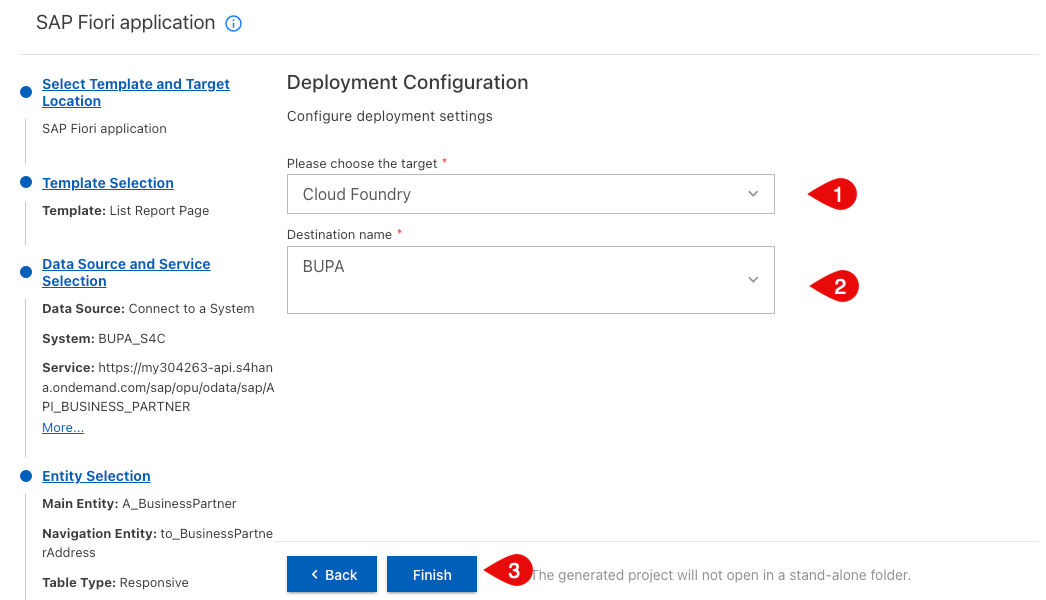 SAP Fiori application
Select Template and Target
Location
SAP Fiori application
Template Selection
Template: List Report Page
Data Source and Service
Selection
Data Source: Connect to a System
System: BUPA_S4C
Service: https://my304263-api.s4han
a.ondemand.com/sap/opu/odata/sap/A
PI_BUSINESS_PARTNER
More...
Entity Selection
Main Entity: A_BusinessPartner
Navigation Entity: to_BusinessPartne
rAddress
Table Type: Responsive
Deployment Configuration
Configure deployment settings
Please choose the target *
Cloud Foundry
1
Destination name *
BUPA
2
Back
Finish
3
The generated project will not open in a stand-alone folder.